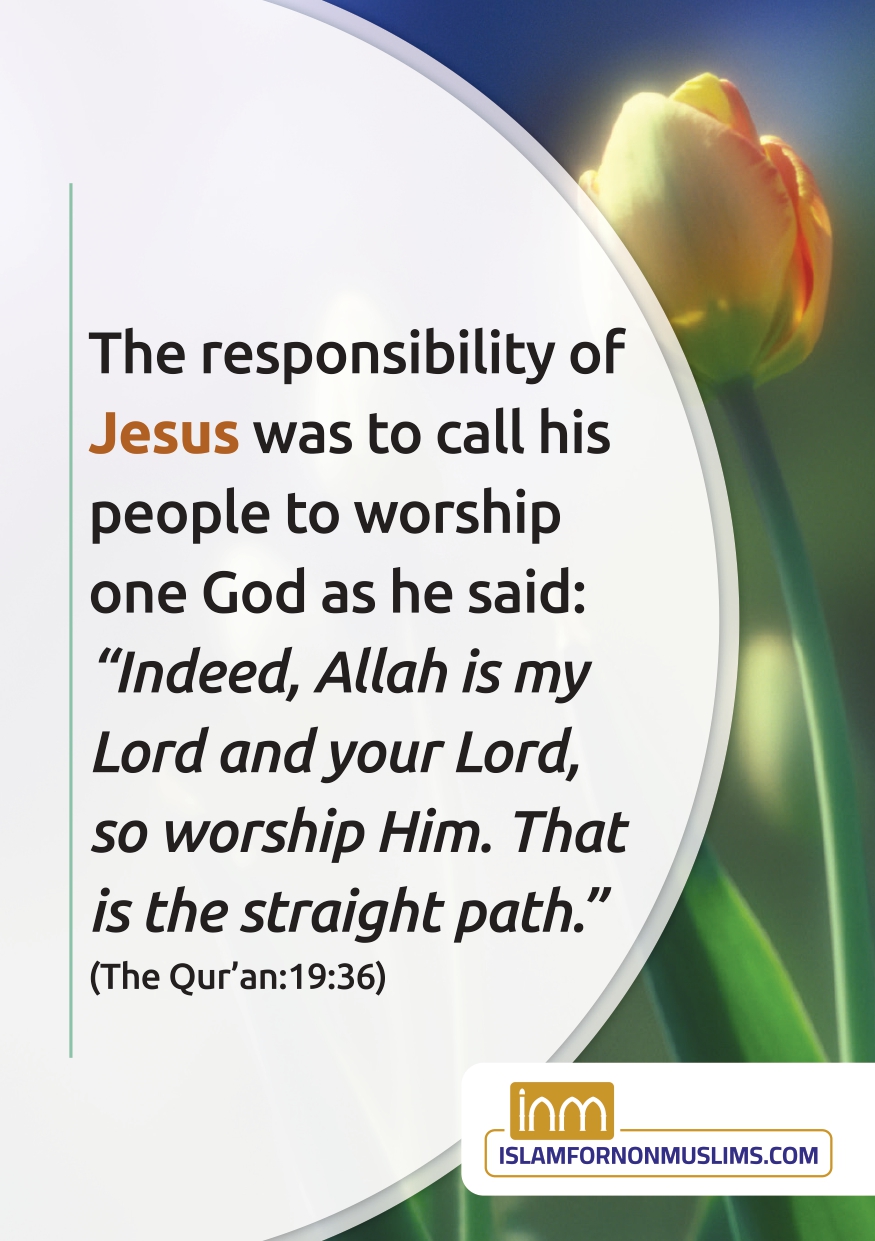 The responsibility of
Jesus was to call his
people to worship
one God as he said:
“Indeed, Allah is my
Lord and your Lord,
so worship Him. That
is the straight path.”
(The Qur’an:19:36)
inm
ISLAMFORNONMUSLIMS.COM